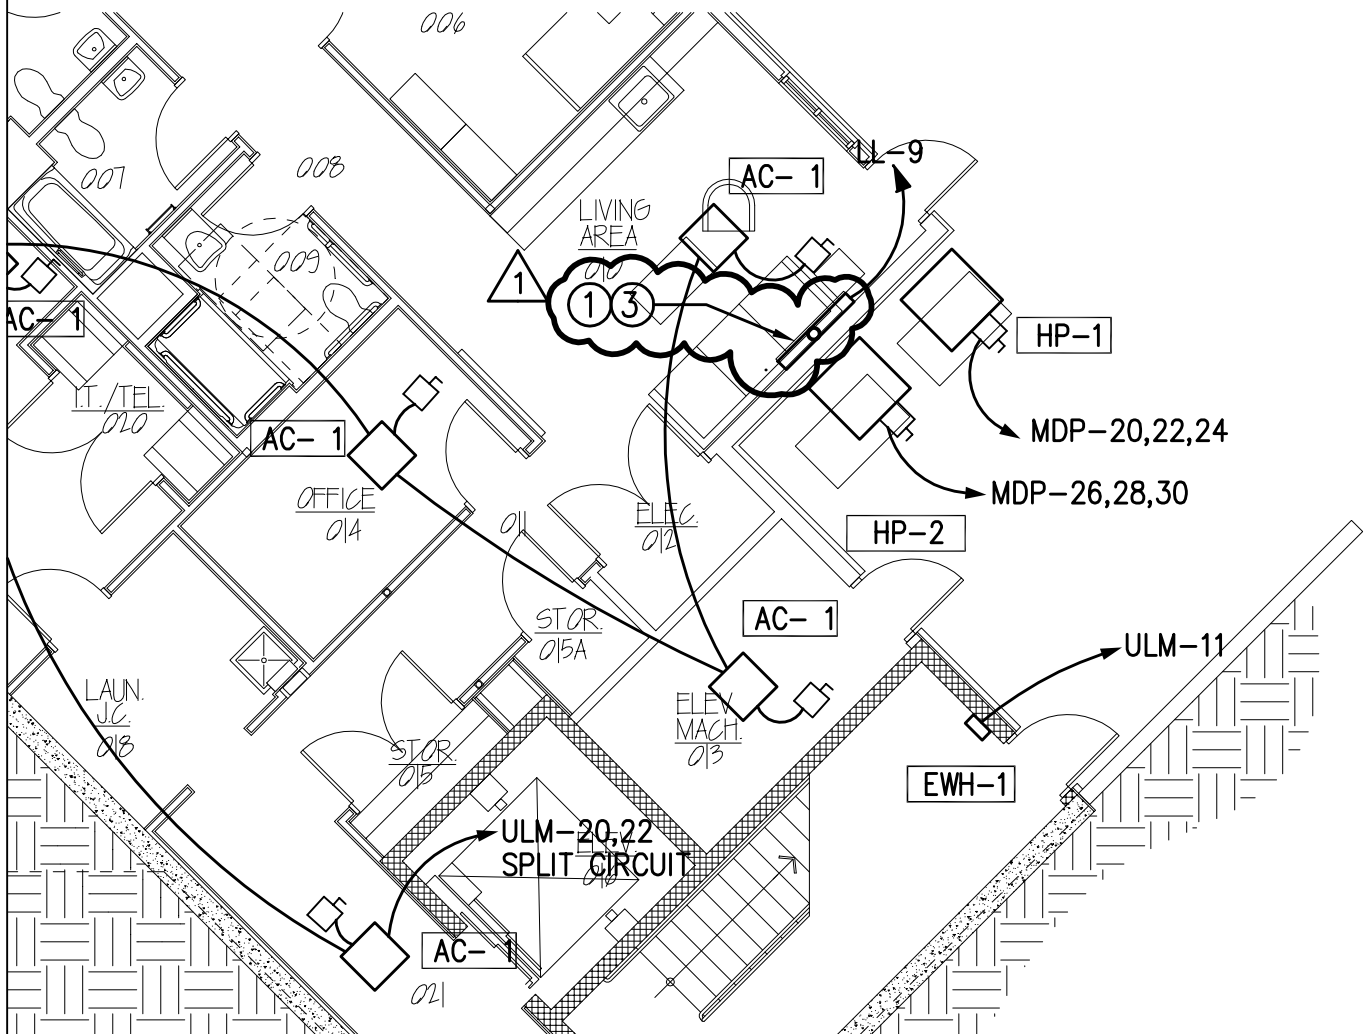 006
007
008
LL-9
AC- 1
LIVING
AREA
010
009
1
1 3
HP-1
AC- 1
I.T./TEL.
020
AC- 1
MDP-20,22,24
OFFICE
014
011
ELEC.
012
MDP-26,28,30
HP-2
STOR.
015A
AC- 1
ULM-11
LAUN.
J.C.
018
ELEV.
MACH.
013
STOR.
015
EWH-1
ULM-20,22
SPLIT CIRCUIT
ELEV.
AC- 1
021